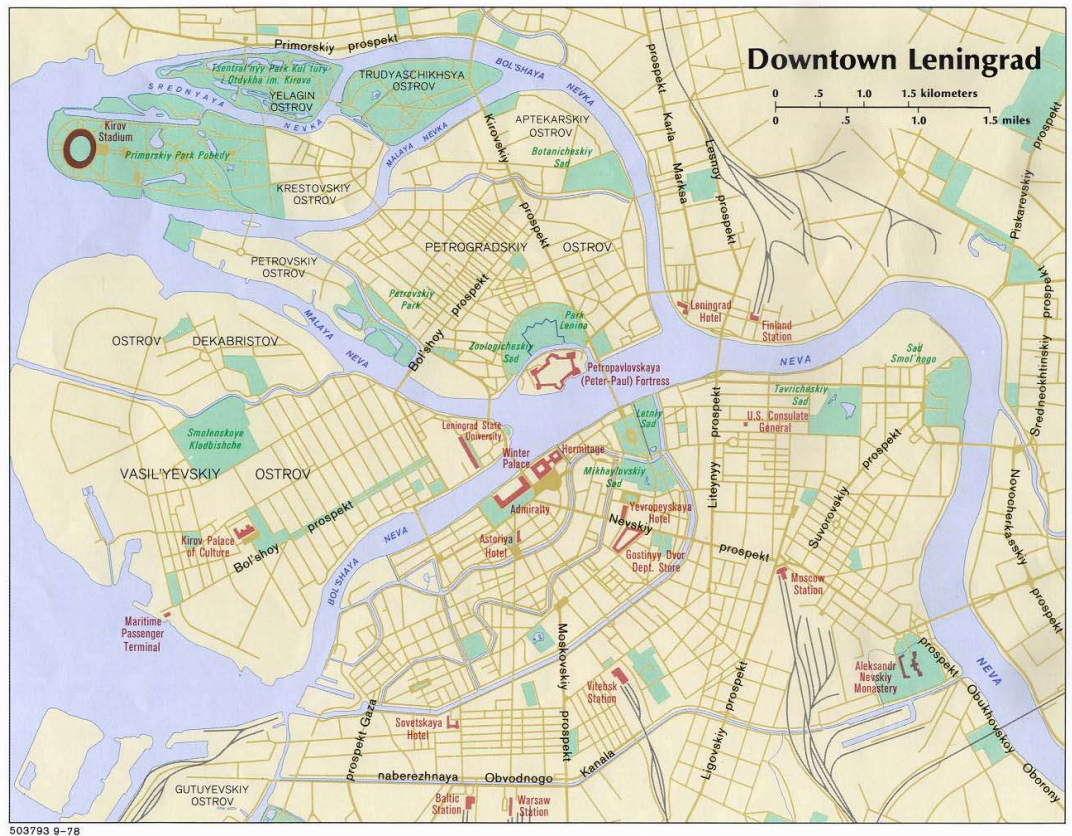 Downtown Leningrad
0 .5 1.0 1.5 kilometers
0 .5 1.0 1.5 miles
Primorskiy prospekt
BOL'SHAYA NEVKA
Tsentral'nyy Park Kul'tury
i Otdykha im. Kirova
YELAGIN
OSTROV
TRUDYASCHIKHSYA
OSTROV
SREDNYAYA NEVKA
Kirov
Stadium
Primorskiy Park Pobedy
MALAYA NEVKA
KRESTOVSKIY
OSTROV
Kirovskiy prospekt
APTEKARSKIY
OSTROV
Botanicheskiy
Sad
prospekt Karla Marksa
Lesnoy prospekt
Piskarevskiy prospekt
PETROVSKIY
OSTROV
PETROGRADSKIY OSTROV
Petrovskiy
Park
Bol'shoy prospekt
MALAYA NEVA
Park
Lenina
Zoologicheskiy
Sad
Petropavlovskaya
(Peter-Paul) Fortress
Leningrad
Hotel
Finland
Station
NEVA
Sad
Smol'nogo
Sredneokhtinskiy prospekt
OSTROV DEKABRISTOV
Smolenskoye
Kladbishche
VASIL'YEVSKIY OSTROV
Leningrad State
University
Winter
Palace
Hermitage
Letniy
Sad
Mikhaylovskiy
Sad
Tavricheskiy
Sad
U.S. Consulate
General
Liteynyy prospekt
Suvorovskiy prospekt
Novocherkasskiy prospekt
Admiralty
Yevropeyskaya
Hotel
Nevskiy prospekt
Astoriya
Hotel
Gostinyy Dvor
Dept. Store
Kirov Palace
of Culture
Bol'shoy prospekt
BOL'SHAYA NEVA
Moscow
Station
Maritime
Passenger
Terminal
Moskovskiy prospekt
Vitebsk
Station
Aleksandr
Nevskiy
Monastery
NEVA
prospekt Obukhovskoy Oborony
Ligovskiy prospekt
prospekt Gaza
Sovetskaya
Hotel
naberezhnaya Obvodnogo Kanala
GUTUYEVSKIY
OSTROV
Baltic
Station
Warsaw
Station
503793 9-78